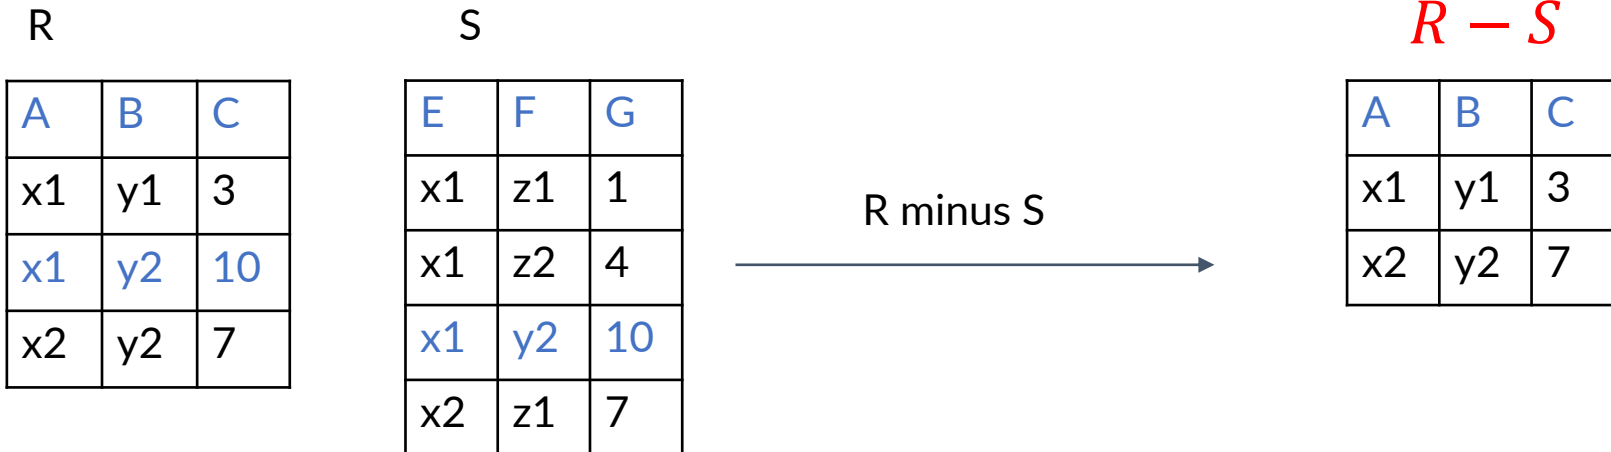 R
A B C
x1 y1 3
x1 y2 10
x2 y2 7
S
E F G
x1 z1 1
x1 z2 4
x1 y2 10
x2 z1 7
R minus S
R − S
A B C
x1 y1 3
x2 y2 7